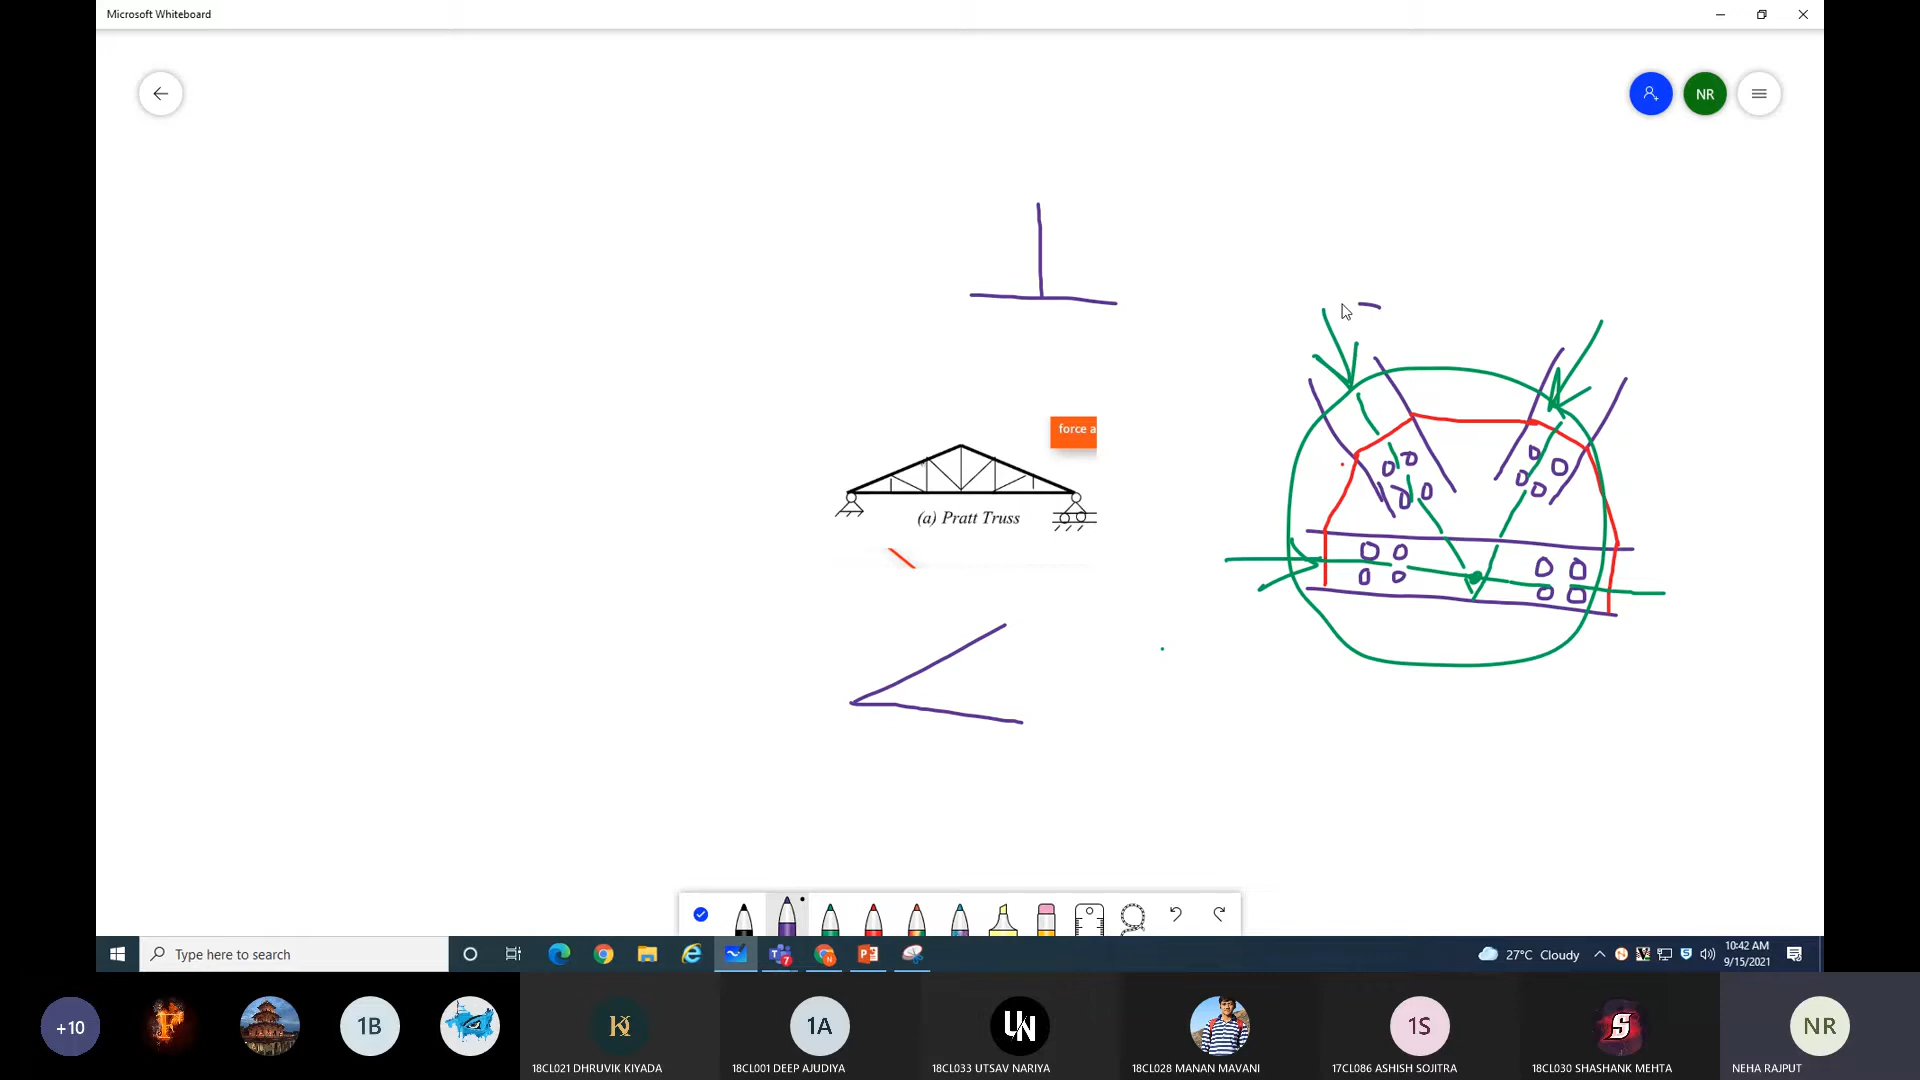 Microsoft Whiteboard
NR
force a
(a) Pratt Truss
Type here to search
7
N
27°C Cloudy
10:42 AM
9/15/2021
+10
1B
1A
UN
1S
S
NR
18CL021 DHRUVIK KIYADA
18CL001 DEEP AJUDIYA
18CL033 UTSAV NARIYA
18CL028 MANAN MAVANI
17CL086 ASHISH SOJITRA
18CL030 SHASHANK MEHTA
NEHA RAJPUT